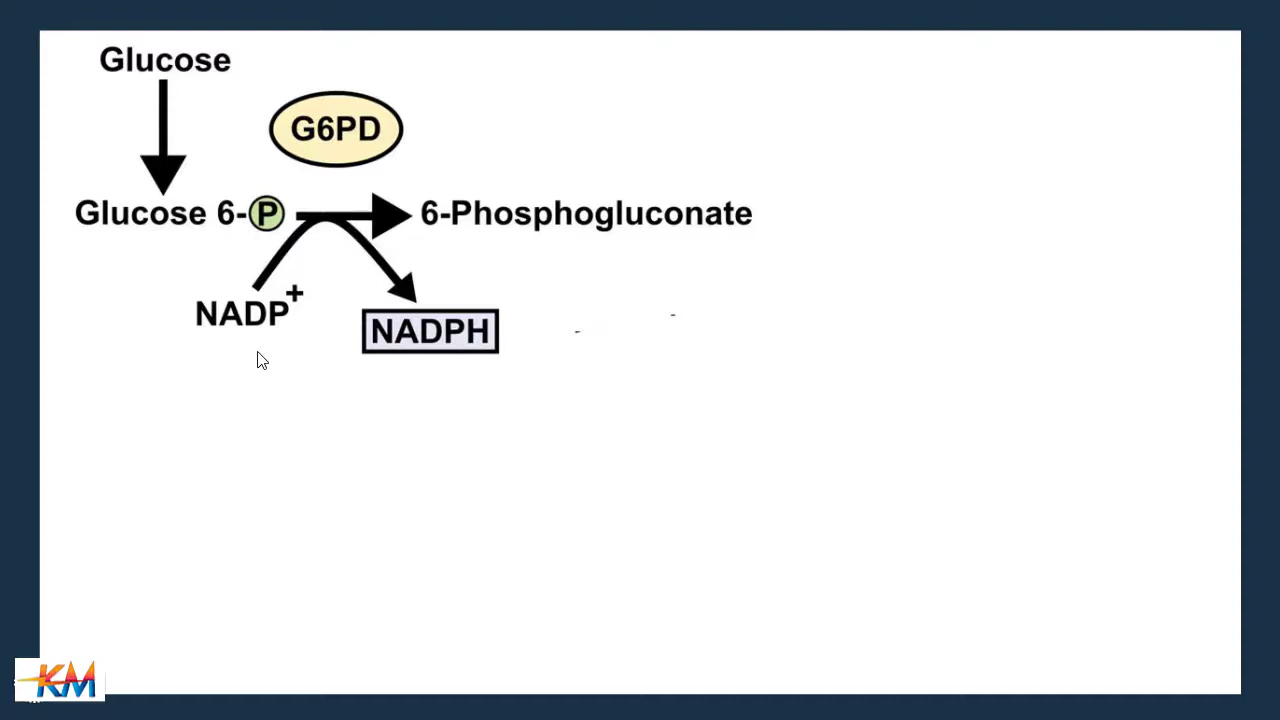 Glucose
G6PD
Glucose 6-P
6-Phosphogluconate
NADP+
NADPH
KM